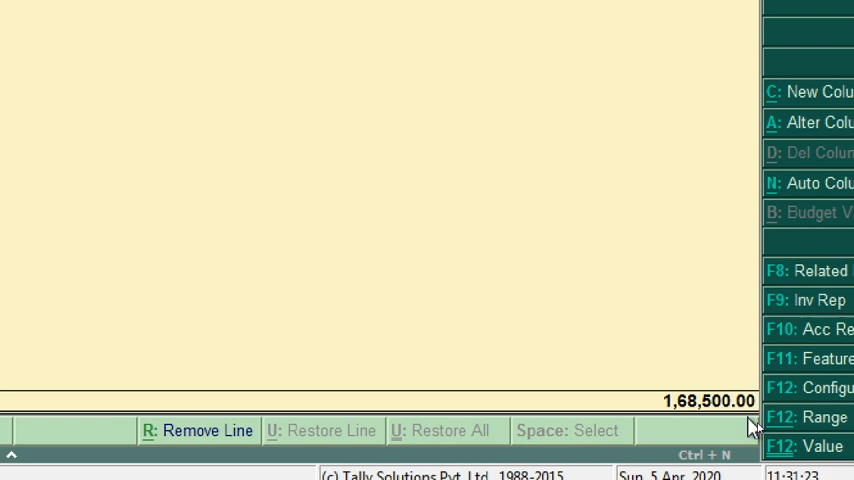 C: New Colu
A: Alter Colu
D: Del Colun
N: Auto Colu
B: Budget V
F8: Related
F9: Inv Rep
F10: Acc Re
F11: Feature
F12: Configu
1,68,500.00
F12: Range
R: Remove Line U: Restore Line U: Restore All Space: Select
F12: Value
Ctrl + N
(c) Tally Solutions Pvt. Ltd., 1988-2015 Sun, 5 Apr, 2020 11:31:23